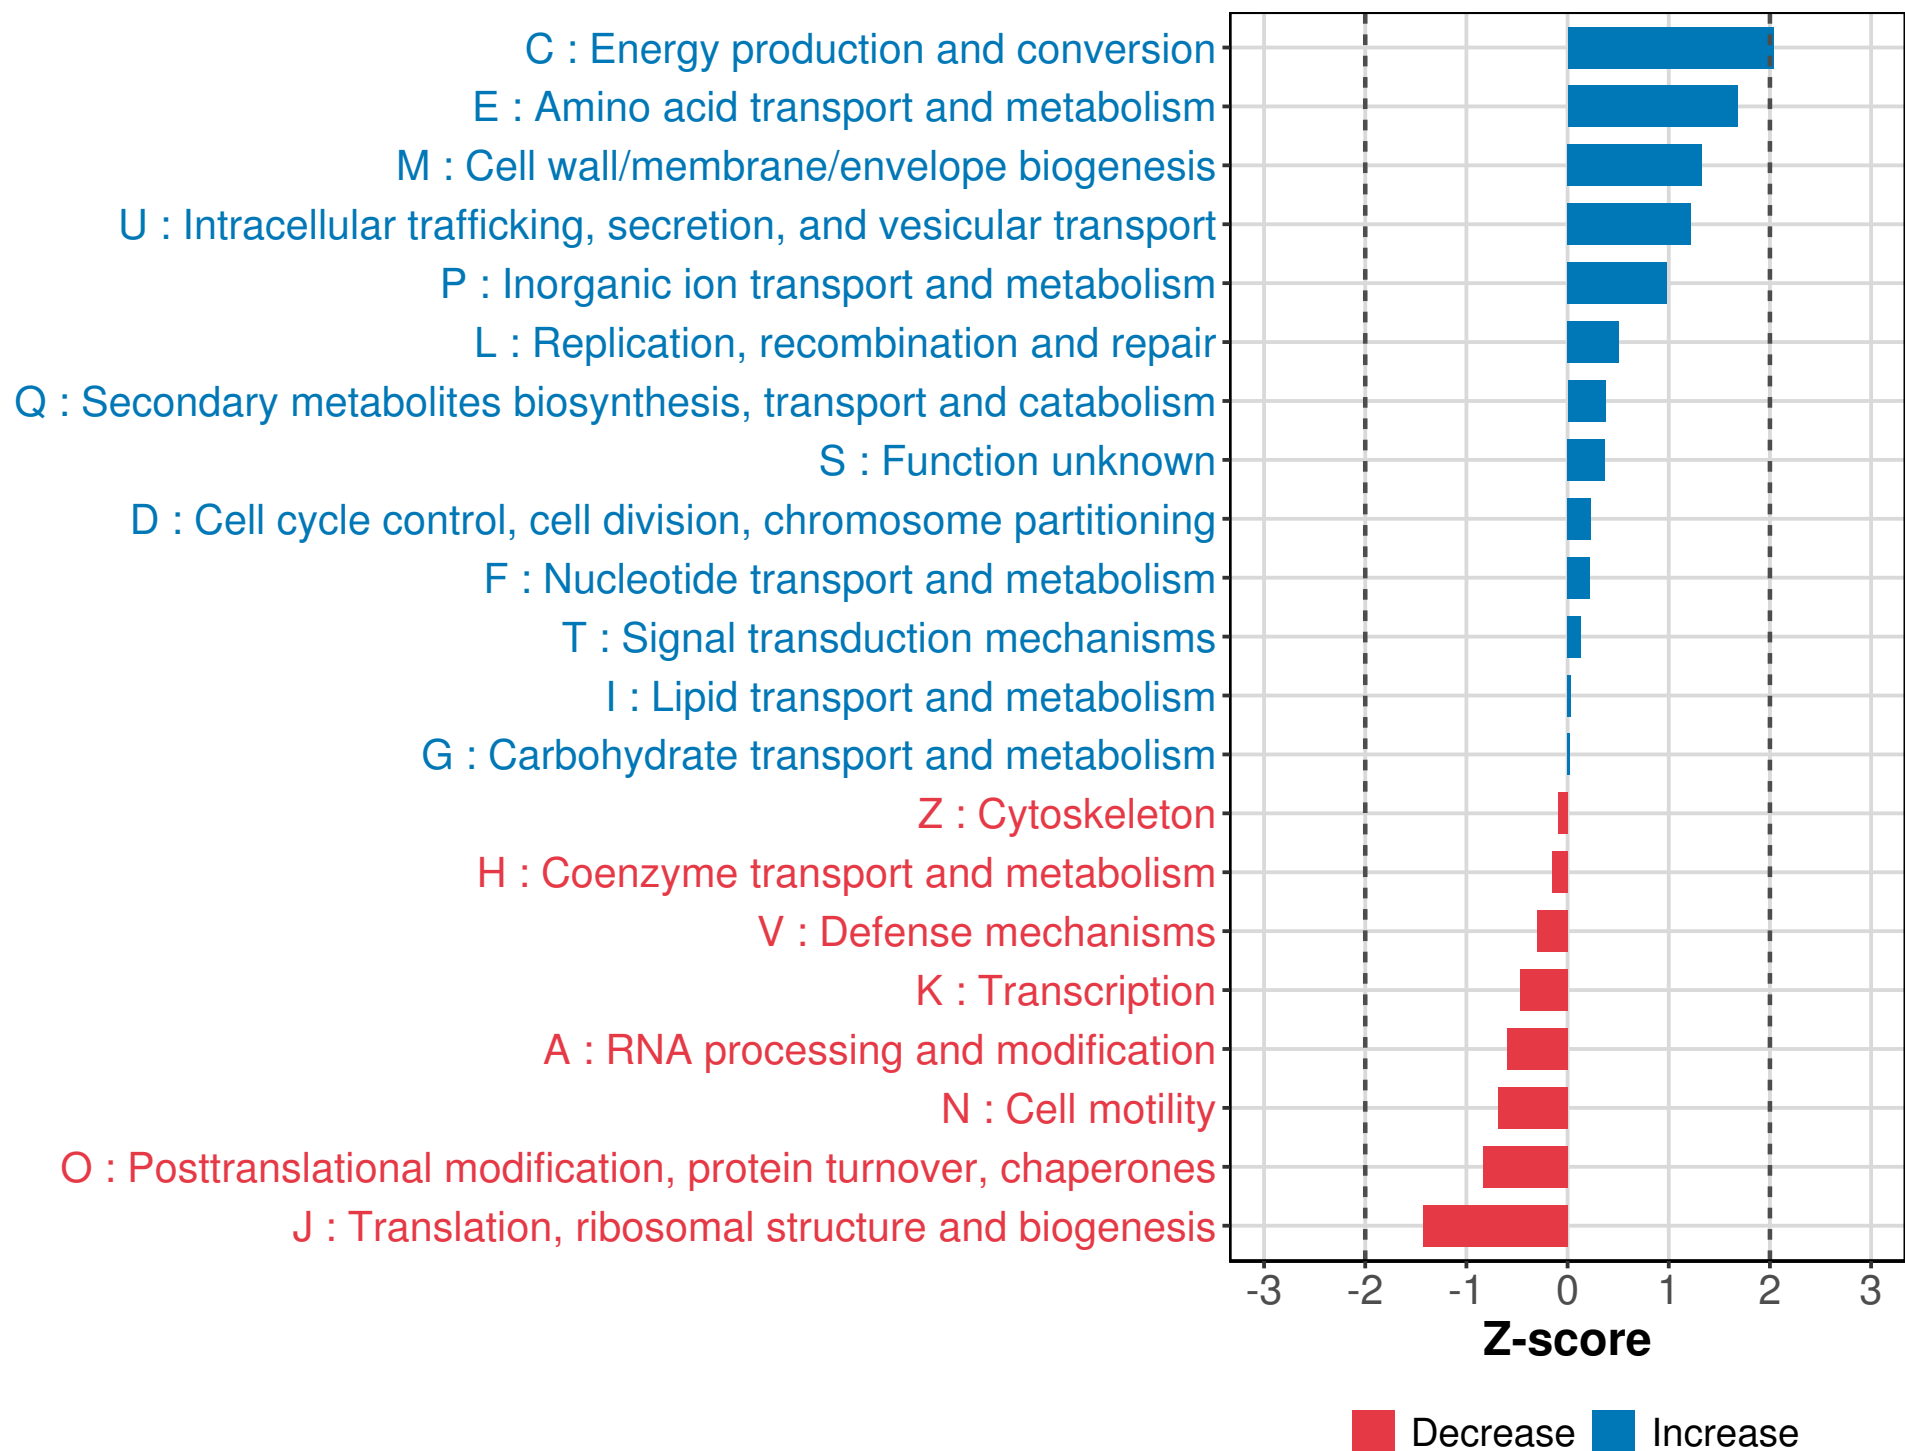 C : Energy production and conversion
E : Amino acid transport and metabolism
M : Cell wall/membrane/envelope biogenesis
U : Intracellular trafficking, secretion, and vesicular transport
P : Inorganic ion transport and metabolism
L : Replication, recombination and repair
Q : Secondary metabolites biosynthesis, transport and catabolism
S : Function unknown
D : Cell cycle control, cell division, chromosome partitioning
F : Nucleotide transport and metabolism
T : Signal transduction mechanisms
I : Lipid transport and metabolism
G : Carbohydrate transport and metabolism
Z : Cytoskeleton
H : Coenzyme transport and metabolism
V : Defense mechanisms
K : Transcription
A : RNA processing and modification
N : Cell motility
O : Posttranslational modification, protein turnover, chaperones
J : Translation, ribosomal structure and biogenesis
-3 -2 -1 0 1 2 3
Z-score
Decrease Increase